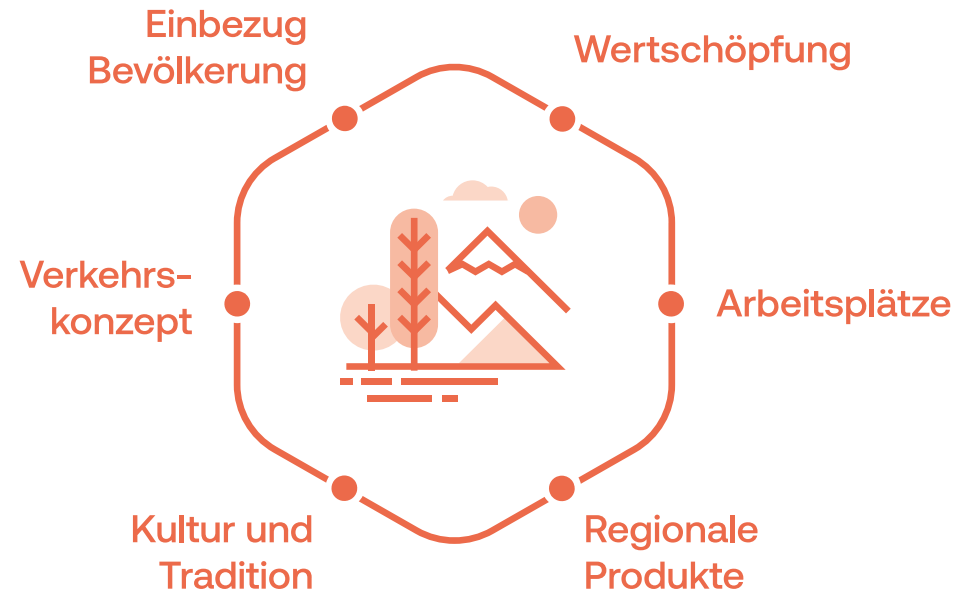 Einbezug
Bevölkerung
Wertschöpfung
Verkehrs-
konzept
Arbeitsplätze
Kultur und
Tradition
Regionale
Produkte